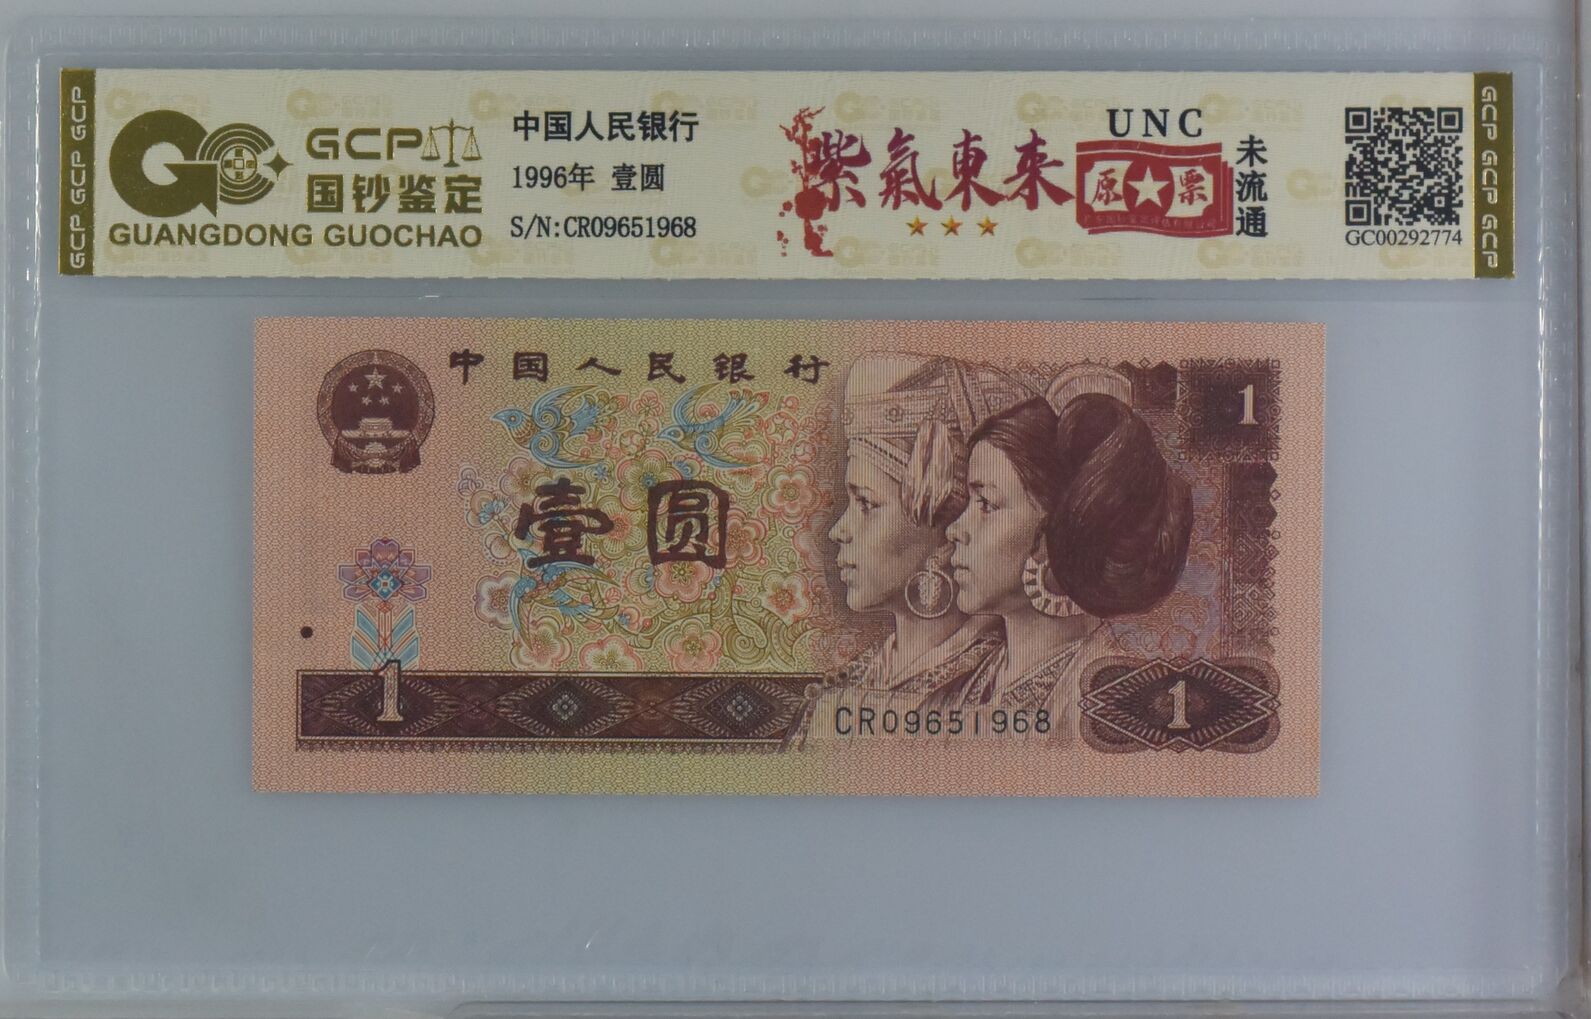 GCP GCP GCP
GCP
国钞鉴定
GUANGDONG GUOCHAO
中国人民银行
1996年 壹圆
S/N:CR09651968
紫氣東来
UNC
原票
未流通
GC00292774
GCP GCP GCP
中国人民银行
1
壹圆
1
CR09651968
1